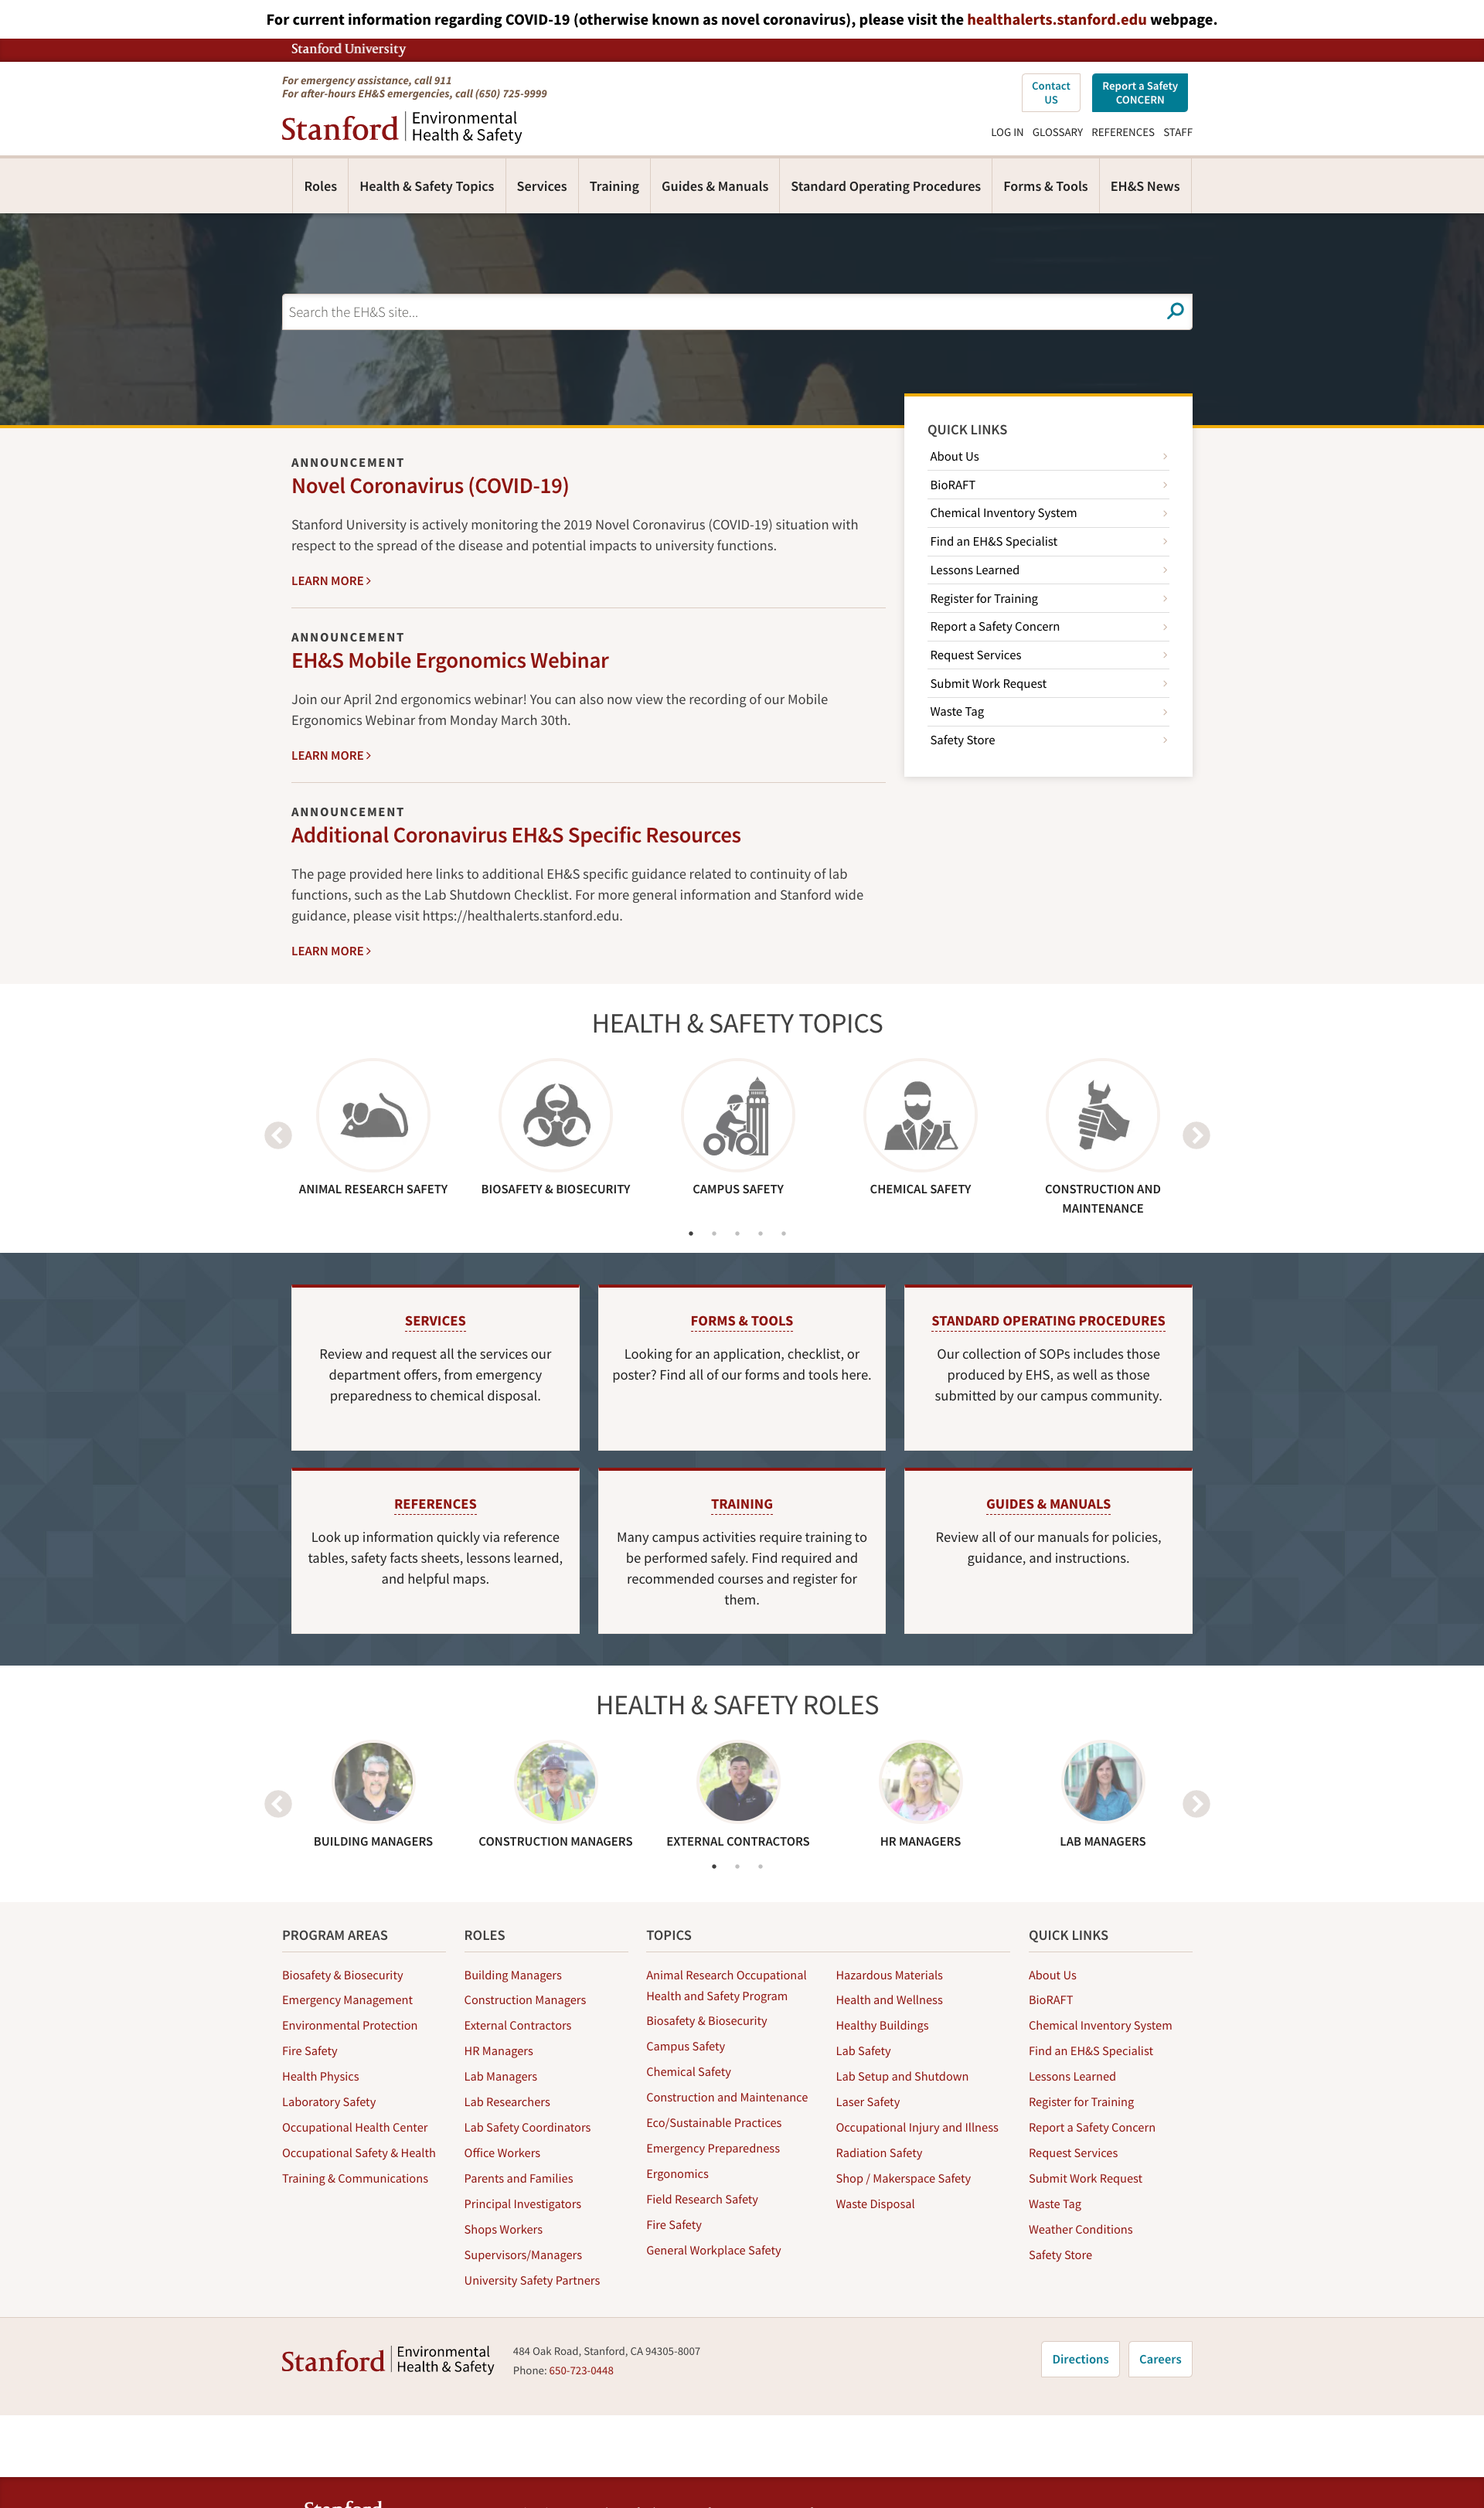 For current information regarding COVID-19 (otherwise known as novel coronavirus), please visit the healthalerts.stanford.edu webpage.
Stanford University
For emergency assistance, call 911
For after-hours EH&S emergencies, call (650) 725-9999
Stanford Environmental
Health & Safety
Contact
US
Report a Safety
CONCERN
LOG IN GLOSSARY REFERENCES STAFF
Roles Health & Safety Topics Services Training Guides & Manuals Standard Operating Procedures Forms & Tools EH&S News
Search the EH&S site...
ANNOUNCEMENT
Novel Coronavirus (COVID-19)
Stanford University is actively monitoring the 2019 Novel Coronavirus (COVID-19) situation with
respect to the spread of the disease and potential impacts to university functions.
LEARN MORE
ANNOUNCEMENT
EH&S Mobile Ergonomics Webinar
Join our April 2nd ergonomics webinar! You can also now view the recording of our Mobile
Ergonomics Webinar from Monday March 30th.
LEARN MORE
ANNOUNCEMENT
Additional Coronavirus EH&S Specific Resources
The page provided here links to additional EH&S specific guidance related to continuity of lab
functions, such as the Lab Shutdown Checklist. For more general information and Stanford wide
guidance, please visit https://healthalerts.stanford.edu.
LEARN MORE
QUICK LINKS
About Us
BioRAFT
Chemical Inventory System
Find an EH&S Specialist
Lessons Learned
Register for Training
Report a Safety Concern
Request Services
Submit Work Request
Waste Tag
Safety Store
HEALTH & SAFETY TOPICS
ANIMAL RESEARCH SAFETY
BIOSAFETY & BIOSECURITY
CAMPUS SAFETY
CHEMICAL SAFETY
CONSTRUCTION AND
MAINTENANCE
SERVICES
Review and request all the services our
department offers, from emergency
preparedness to chemical disposal.
FORMS & TOOLS
Looking for an application, checklist, or
poster? Find all of our forms and tools here.
STANDARD OPERATING PROCEDURES
Our collection of SOPs includes those
produced by EHS, as well as those
submitted by our campus community.
REFERENCES
Look up information quickly via reference
tables, safety facts sheets, lessons learned,
and helpful maps.
TRAINING
Many campus activities require training to
be performed safely. Find required and
recommended courses and register for
them.
GUIDES & MANUALS
Review all of our manuals for policies,
guidance, and instructions.
HEALTH & SAFETY ROLES
BUILDING MANAGERS
CONSTRUCTION MANAGERS
EXTERNAL CONTRACTORS
HR MANAGERS
LAB MANAGERS
PROGRAM AREAS
Biosafety & Biosecurity
Emergency Management
Environmental Protection
Fire Safety
Health Physics
Laboratory Safety
Occupational Health Center
Occupational Safety & Health
Training & Communications
ROLES
Building Managers
Construction Managers
External Contractors
HR Managers
Lab Managers
Lab Researchers
Lab Safety Coordinators
Office Workers
Parents and Families
Principal Investigators
Shops Workers
Supervisors/Managers
University Safety Partners
TOPICS
Animal Research Occupational
Health and Safety Program
Biosafety & Biosecurity
Campus Safety
Chemical Safety
Construction and Maintenance
Eco/Sustainable Practices
Emergency Preparedness
Ergonomics
Field Research Safety
Fire Safety
General Workplace Safety
Hazardous Materials
Health and Wellness
Healthy Buildings
Lab Safety
Lab Setup and Shutdown
Laser Safety
Occupational Injury and Illness
Radiation Safety
Shop / Makerspace Safety
Waste Disposal
QUICK LINKS
About Us
BioRAFT
Chemical Inventory System
Find an EH&S Specialist
Lessons Learned
Register for Training
Report a Safety Concern
Request Services
Submit Work Request
Waste Tag
Weather Conditions
Safety Store
Stanford Environmental
Health & Safety
484 Oak Road, Stanford, CA 94305-8007
Phone: 650-723-0448
Directions
Careers
Stanford